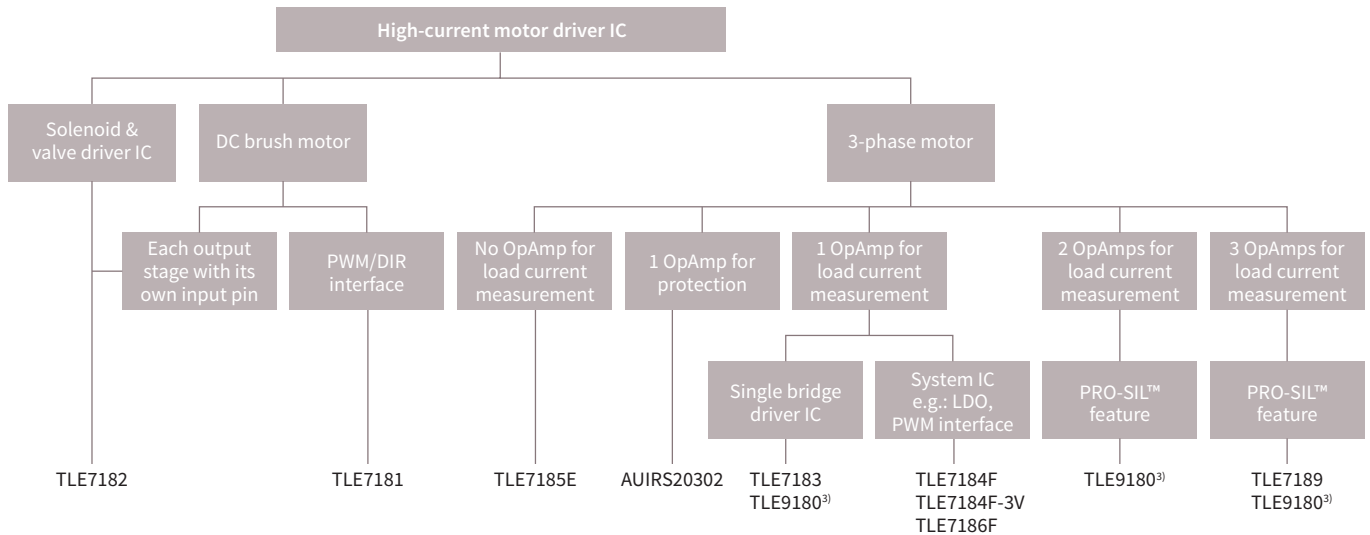 High-current motor driver IC
Solenoid &
valve driver IC
DC brush motor
3-phase motor
Each output
stage with its
own input pin
PWM/DIR
interface
No OpAmp for
load current
measurement
1 OpAmp for
protection
1 OpAmp for
load current
measurement
2 OpAmps for
load current
measurement
3 OpAmps for
load current
measurement
Single bridge
driver IC
System IC
e.g.: LDO,
PWM interface
PRO-SIL™
feature
PRO-SIL™
feature
TLE7182
TLE7181
TLE7185E
AUIRS20302
TLE7183
TLE9180³⁾
TLE7184F
TLE7184F-3V
TLE7186F
TLE9180³⁾
TLE7189
TLE9180³⁾